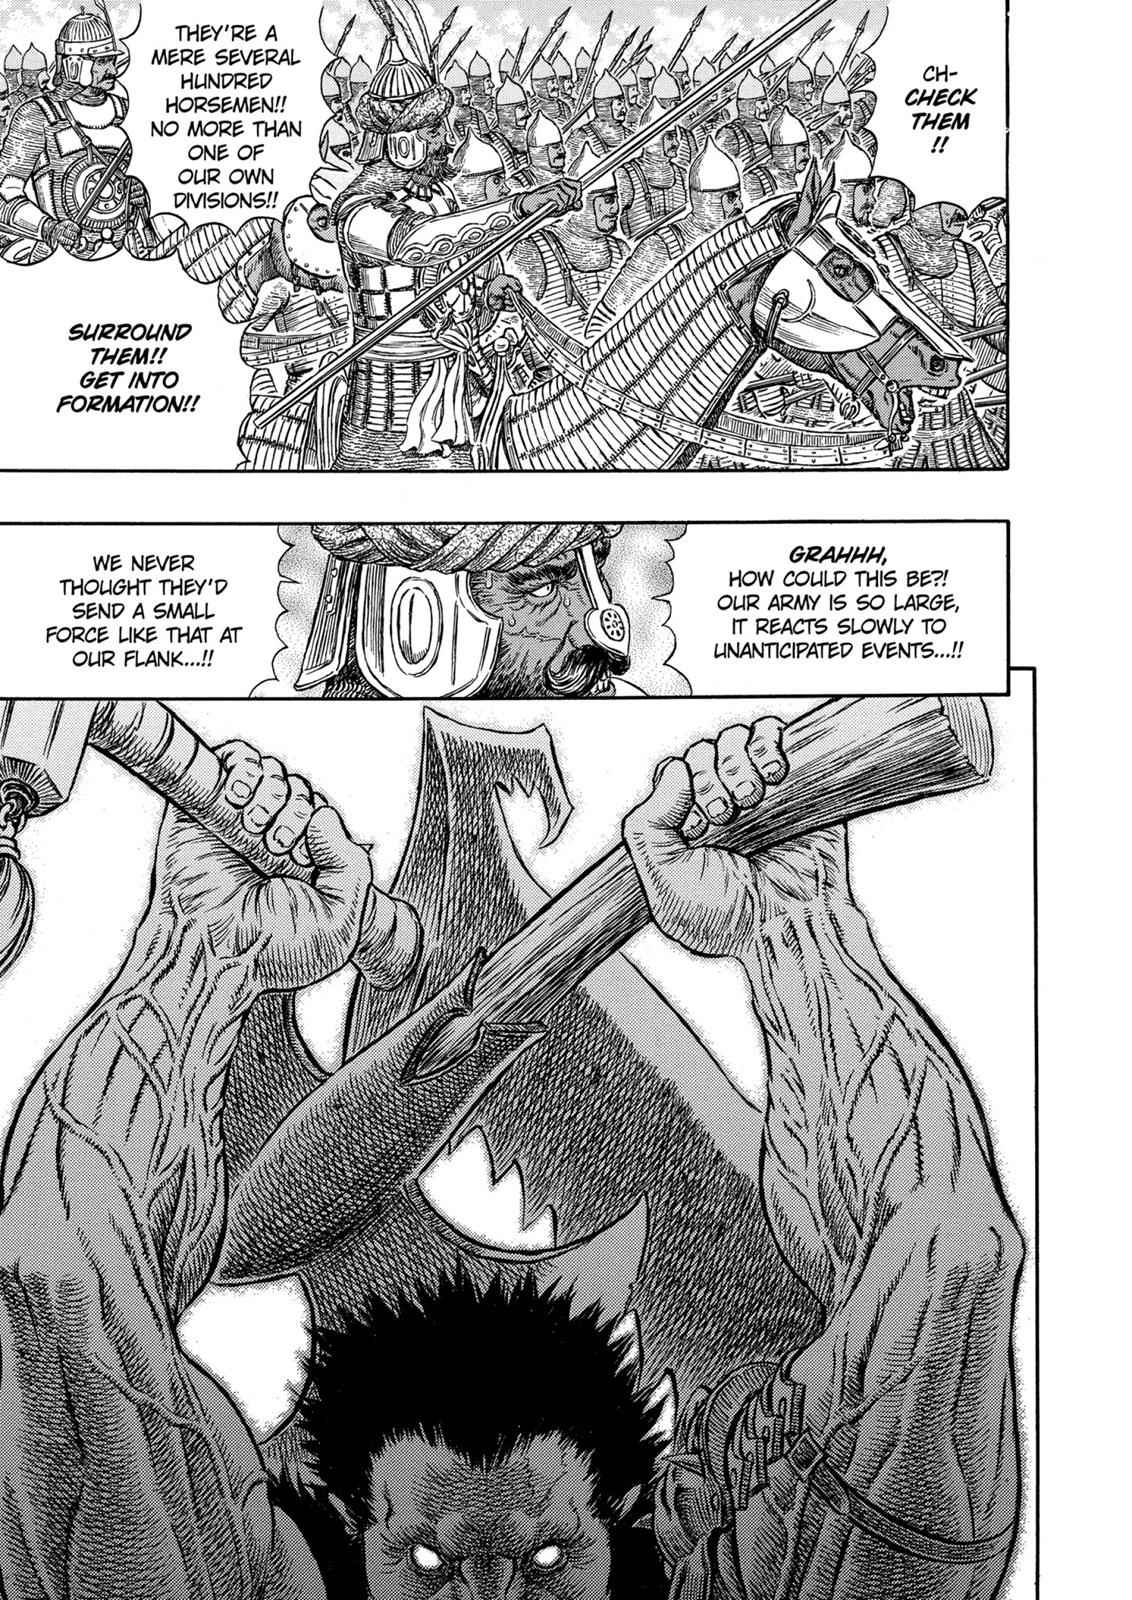 CH-
CHECK
THEM
!!
THEY'RE A
MERE SEVERAL
HUNDRED
HORSEMEN!!
NO MORE THAN
ONE OF
OUR OWN
DIVISIONS!!
SURROUND
THEM!!
GET INTO
FORMATION!!
GRAHHH,
HOW COULD THIS BE?!
OUR ARMY IS SO LARGE,
IT REACTS SLOWLY TO
UNANTICIPATED EVENTS...!!
WE NEVER
THOUGHT THEY'D
SEND A SMALL
FORCE LIKE THAT AT
OUR FLANK...!!